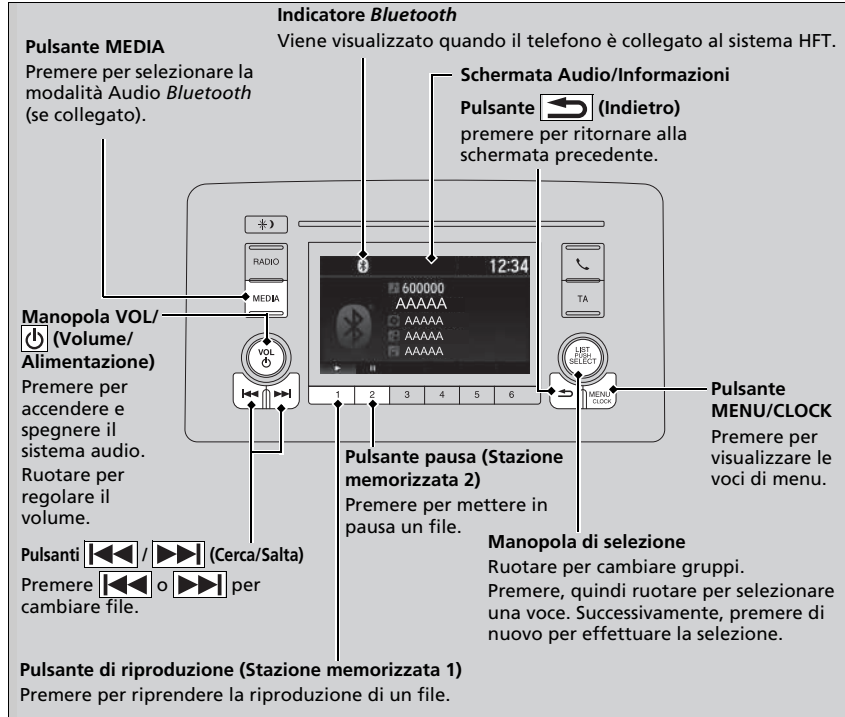 Indicatore Bluetooth
Viene visualizzato quando il telefono è collegato al sistema HFT.
Pulsante MEDIA
Premere per selezionare la
modalità Audio Bluetooth
(se collegato).
Schermata Audio/Informazioni
Pulsante (Indietro)
premere per ritornare alla
schermata precedente.
RADIO
MEDIA
12:34
600000
AAAAA
AAAAA
AAAAA
AAAAA
TA
VOL
LIST
PUSH
SELECT
MENU
CLOCK
1 2 3 4 5 6
Manopola VOL/
(Volume/
Alimentazione)
Premere per
accendere e
spegnere il
sistema audio.
Ruotare per
regolare il
volume.
Pulsanti / (Cerca/Salta)
Premere o per
cambiare file.
Pulsante pausa (Stazione
memorizzata 2)
Premere per mettere in
pausa un file.
Pulsante
MENU/CLOCK
Premere per
visualizzare le
voci di menu.
Manopola di selezione
Ruotare per cambiare gruppi.
Premere, quindi ruotare per selezionare
una voce. Successivamente, premere di
nuovo per effettuare la selezione.
Pulsante di riproduzione (Stazione memorizzata 1)
Premere per riprendere la riproduzione di un file.